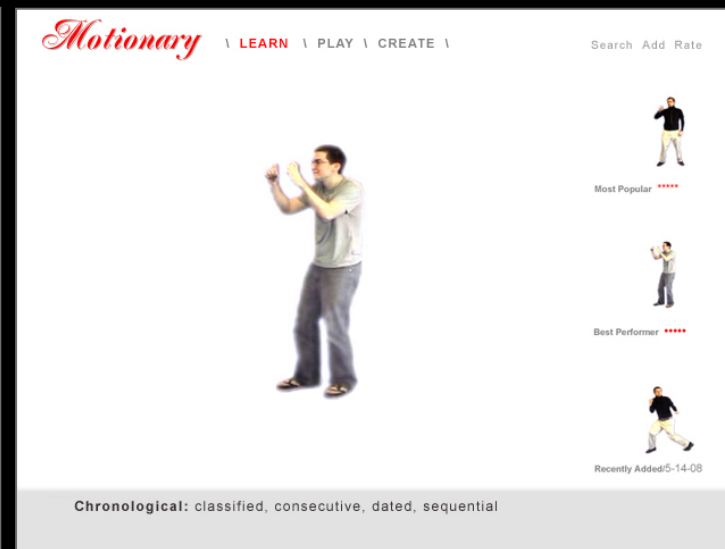 Motionary \ LEARN \ PLAY \ CREATE \ Search Add Rate
Most Popular *****
Best Performer *****
Recently Added/5-14-08
Chronological: classified, consecutive, dated, sequential